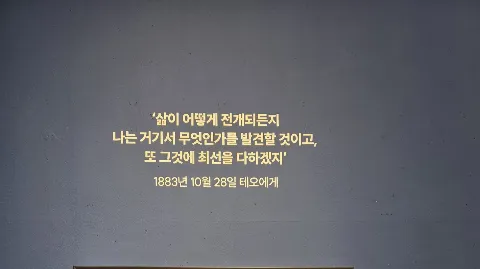 ‘삶이 어떻게 전개되든지
나는 거기서 무엇인가를 발견할 것이고,
또 그것에 최선을 다하겠지’
1883년 10월 28일 테오에게